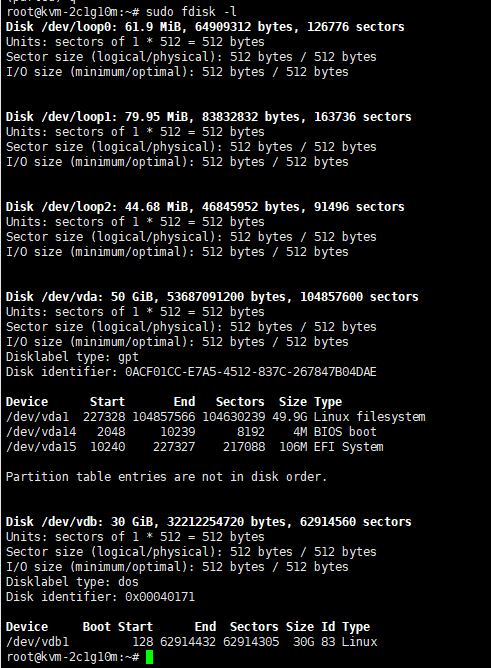 root@kvm-2c1g10m:~# sudo fdisk -l
Disk /dev/loop0: 61.9 MiB, 64909312 bytes, 126776 sectors
Units: sectors of 1 * 512 = 512 bytes
Sector size (logical/physical): 512 bytes / 512 bytes
I/O size (minimum/optimal): 512 bytes / 512 bytes
Disk /dev/loop1: 79.95 MiB, 83832832 bytes, 163736 sectors
Units: sectors of 1 * 512 = 512 bytes
Sector size (logical/physical): 512 bytes / 512 bytes
I/O size (minimum/optimal): 512 bytes / 512 bytes
Disk /dev/loop2: 44.68 MiB, 46845952 bytes, 91496 sectors
Units: sectors of 1 * 512 = 512 bytes
Sector size (logical/physical): 512 bytes / 512 bytes
I/O size (minimum/optimal): 512 bytes / 512 bytes
Disk /dev/vda: 50 GiB, 53687091200 bytes, 104857600 sectors
Units: sectors of 1 * 512 = 512 bytes
Sector size (logical/physical): 512 bytes / 512 bytes
I/O size (minimum/optimal): 512 bytes / 512 bytes
Disklabel type: gpt
Disk identifier: 0ACF01CC-E7A5-4512-837C-267847B04DAE
Device Start End Sectors Size Type
/dev/vda1 227328 104857566 104630239 49.9G Linux filesystem
/dev/vda14 2048 10239 8192 4M BIOS boot
/dev/vda15 10240 227327 217088 106M EFI System
Partition table entries are not in disk order.
Disk /dev/vdb: 30 GiB, 32212254720 bytes, 62914560 sectors
Units: sectors of 1 * 512 = 512 bytes
Sector size (logical/physical): 512 bytes / 512 bytes
I/O size (minimum/optimal): 512 bytes / 512 bytes
Disklabel type: dos
Disk identifier: 0x00040171
Device Boot Start End Sectors Size Id Type
/dev/vdb1 128 62914432 62914305 30G 83 Linux
root@kvm-2c1g10m:~#